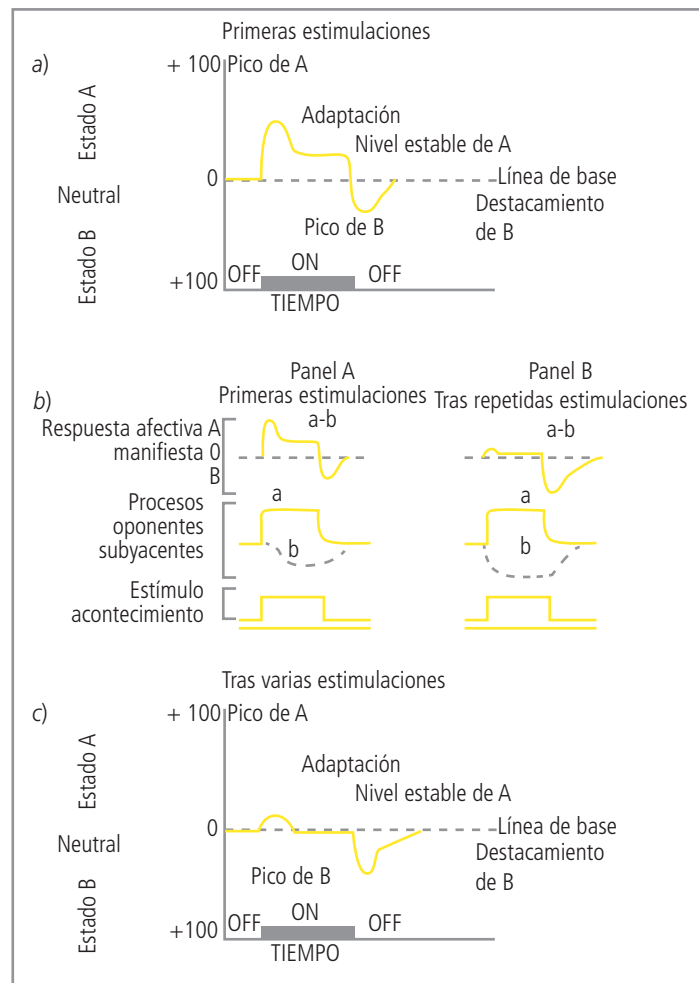 Primeras estimulaciones
a)
+ 100 Pico de A
Estado A
Adaptación
Nivel estable de A
0
Línea de base
Neutral
Destacamiento
de B
Estado B
Pico de B
+100
OFF
ON
OFF
TIEMPO
b)
Panel A
Primeras estimulaciones
Panel B
Tras repetidas estimulaciones
Respuesta afectiva A
manifiesta 0
B
a-b
a-b
Procesos
oponentes
subyacentes
a
b
a
b
Estímulo
acontecimiento
Tras varias estimulaciones
c)
+ 100 Pico de A
Estado A
Adaptación
Nivel estable de A
0
Línea de base
Neutral
Destacamiento
de B
Estado B
Pico de B
+100
OFF
ON
OFF
TIEMPO